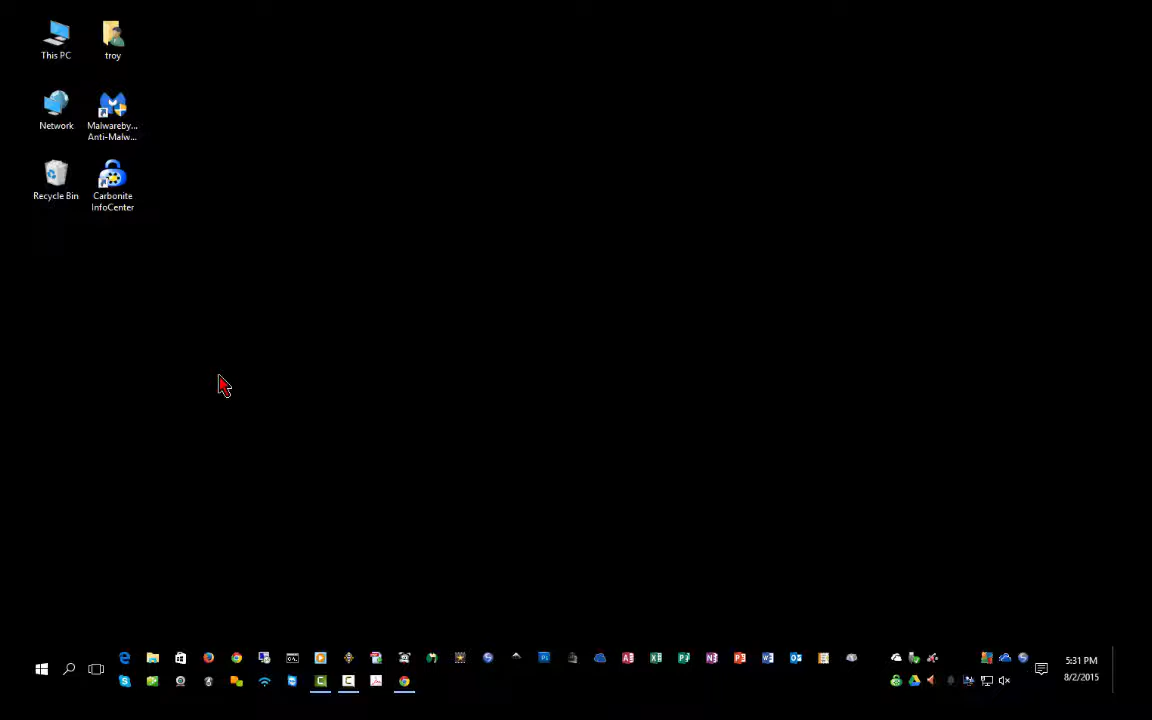 This PC
troy
Network
Malwareby...
Anti-Malw...
Recycle Bin
Carbonite
InfoCenter
5:31 PM
8/2/2015